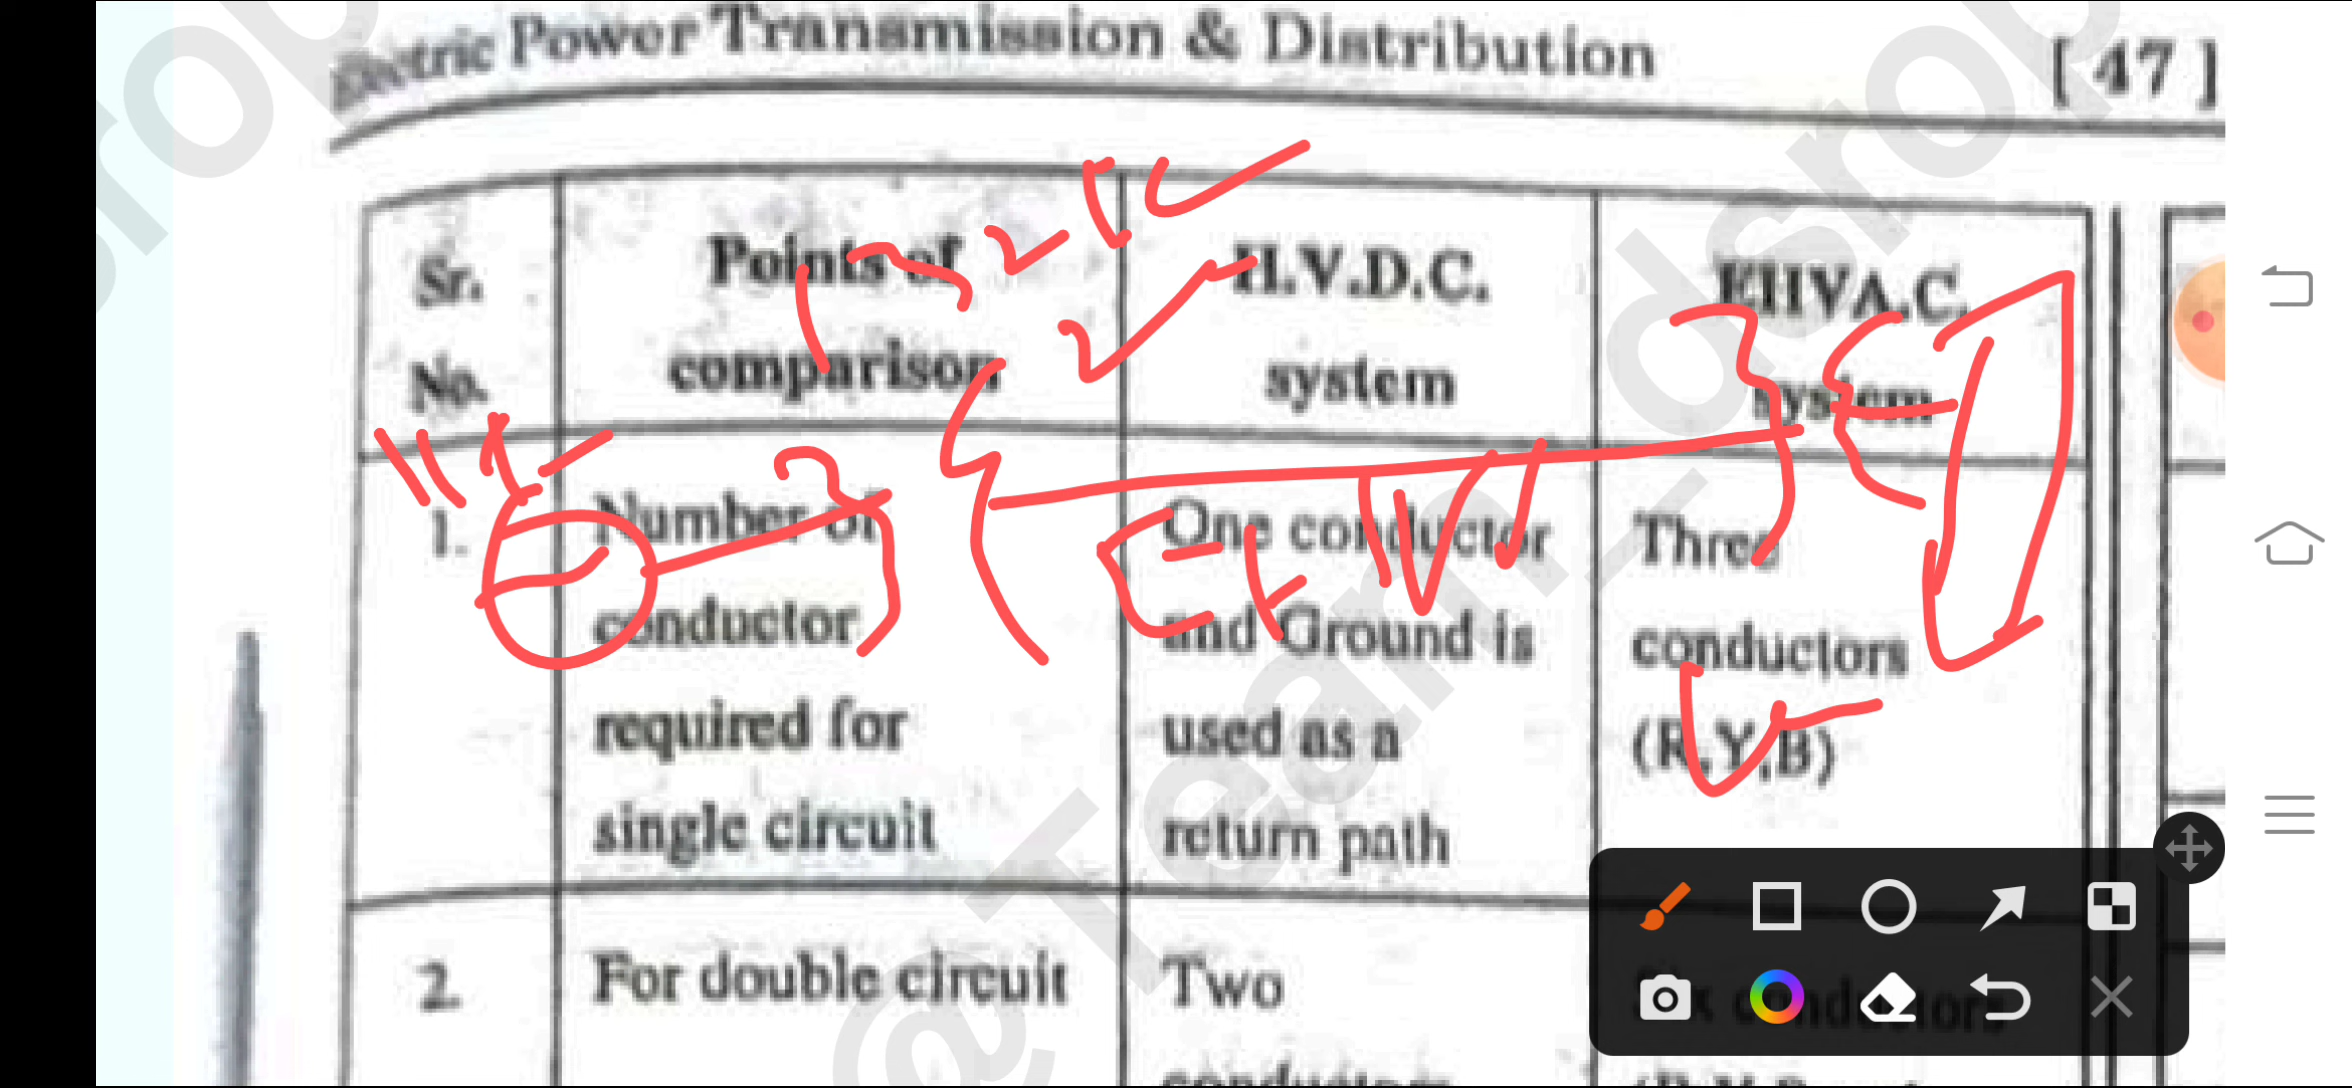 Electric Power Transmission & Distribution
[ 47 ]
Sr.
No.
Points of
comparison
H.V.D.C.
system
EHVA.C.
system
1.
Number of
conductor
required for
single circuit
One conductor
and Ground is
used as a
return path
Three
conductors
(R,Y,B)
2.
For double circuit
Two
conductors
conductors
@Team_dsrop